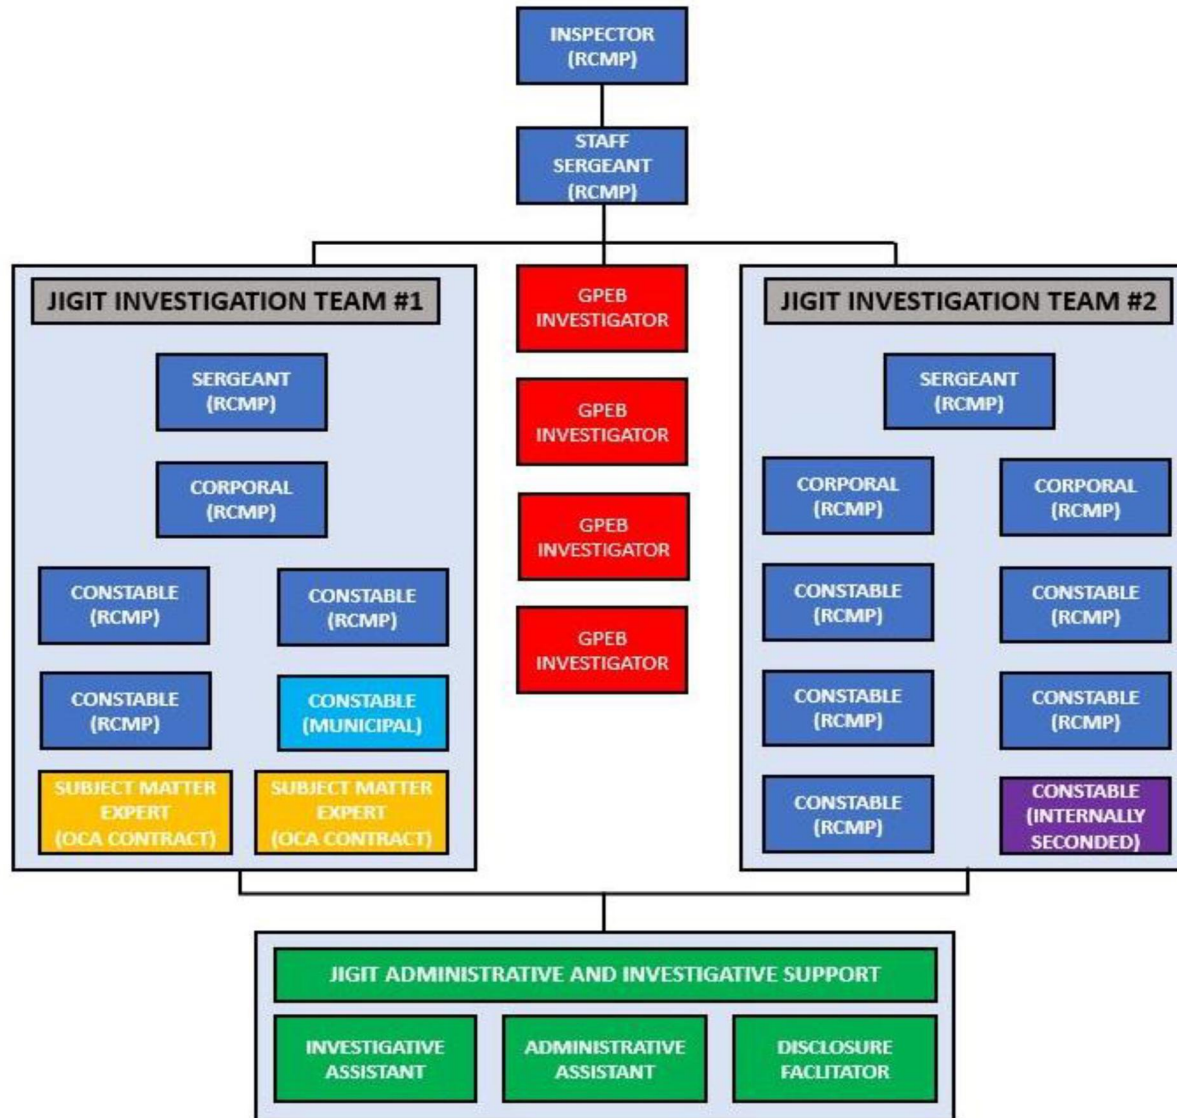 INSPECTOR
(RCMP)
STAFF
SERGEANT
(RCMP)
JIGIT INVESTIGATION TEAM #1
SERGEANT
(RCMP)
CORPORAL
(RCMP)
CONSTABLE
(RCMP)
CONSTABLE
(RCMP)
CONSTABLE
(RCMP)
CONSTABLE
(MUNICIPAL)
SUBJECT MATTER
EXPERT
(OCA CONTRACT)
SUBJECT MATTER
EXPERT
(OCA CONTRACT)
GPEB
INVESTIGATOR
GPEB
INVESTIGATOR
GPEB
INVESTIGATOR
GPEB
INVESTIGATOR
JIGIT INVESTIGATION TEAM #2
SERGEANT
(RCMP)
CORPORAL
(RCMP)
CORPORAL
(RCMP)
CONSTABLE
(RCMP)
CONSTABLE
(RCMP)
CONSTABLE
(RCMP)
CONSTABLE
(RCMP)
CONSTABLE
(RCMP)
CONSTABLE
(INTERNALLY
SECONDED)
JIGIT ADMINISTRATIVE AND INVESTIGATIVE SUPPORT
INVESTIGATIVE
ASSISTANT
ADMINISTRATIVE
ASSISTANT
DISCLOSURE
FACLITATOR